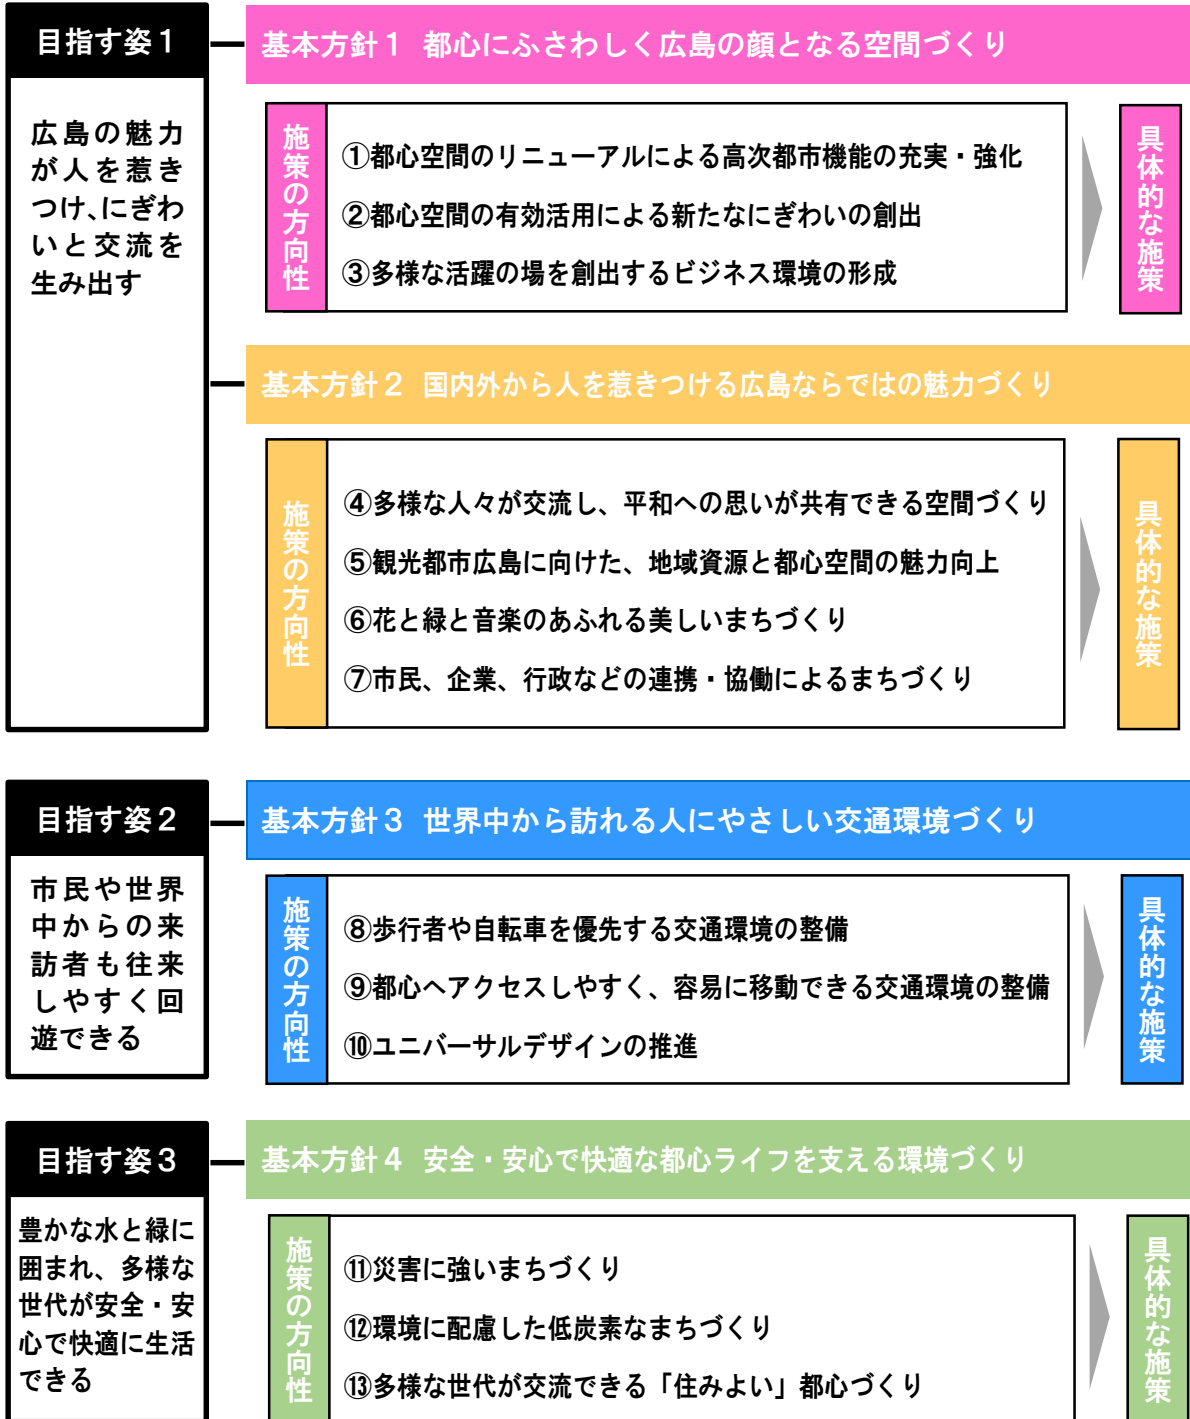 目指す姿1
広島の魅力
が人を惹き
つけ、にぎわ
いと交流を
生み出す
基本方針1 都心にふさわしく広島の顔となる空間づくり
施策の方向性
①都心空間のリニューアルによる高次都市機能の充実・強化
②都心空間の有効活用による新たなにぎわいの創出
③多様な活躍の場を創出するビジネス環境の形成
具体的な施策
基本方針2 国内外から人を惹きつける広島ならではの魅力づくり
施策の方向性
④多様な人々が交流し、平和への思いが共有できる空間づくり
⑤観光都市広島に向けた、地域資源と都心空間の魅力向上
⑥花と緑と音楽のあふれる美しいまちづくり
⑦市民、企業、行政などの連携・協働によるまちづくり
具体的な施策
目指す姿2
市民や世界
中からの来
訪者も往来
しやすく回
遊できる
基本方針3 世界中から訪れる人にやさしい交通環境づくり
施策の方向性
⑧歩行者や自転車を優先する交通環境の整備
⑨都心へアクセスしやすく、容易に移動できる交通環境の整備
⑩ユニバーサルデザインの推進
具体的な施策
目指す姿3
豊かな水と緑に
囲まれ、多様な
世代が安全・安
心で快適に生活
できる
基本方針4 安全・安心で快適な都心ライフを支える環境づくり
施策の方向性
⑪災害に強いまちづくり
⑫環境に配慮した低炭素なまちづくり
⑬多様な世代が交流できる「住みよい」都心づくり
具体的な施策